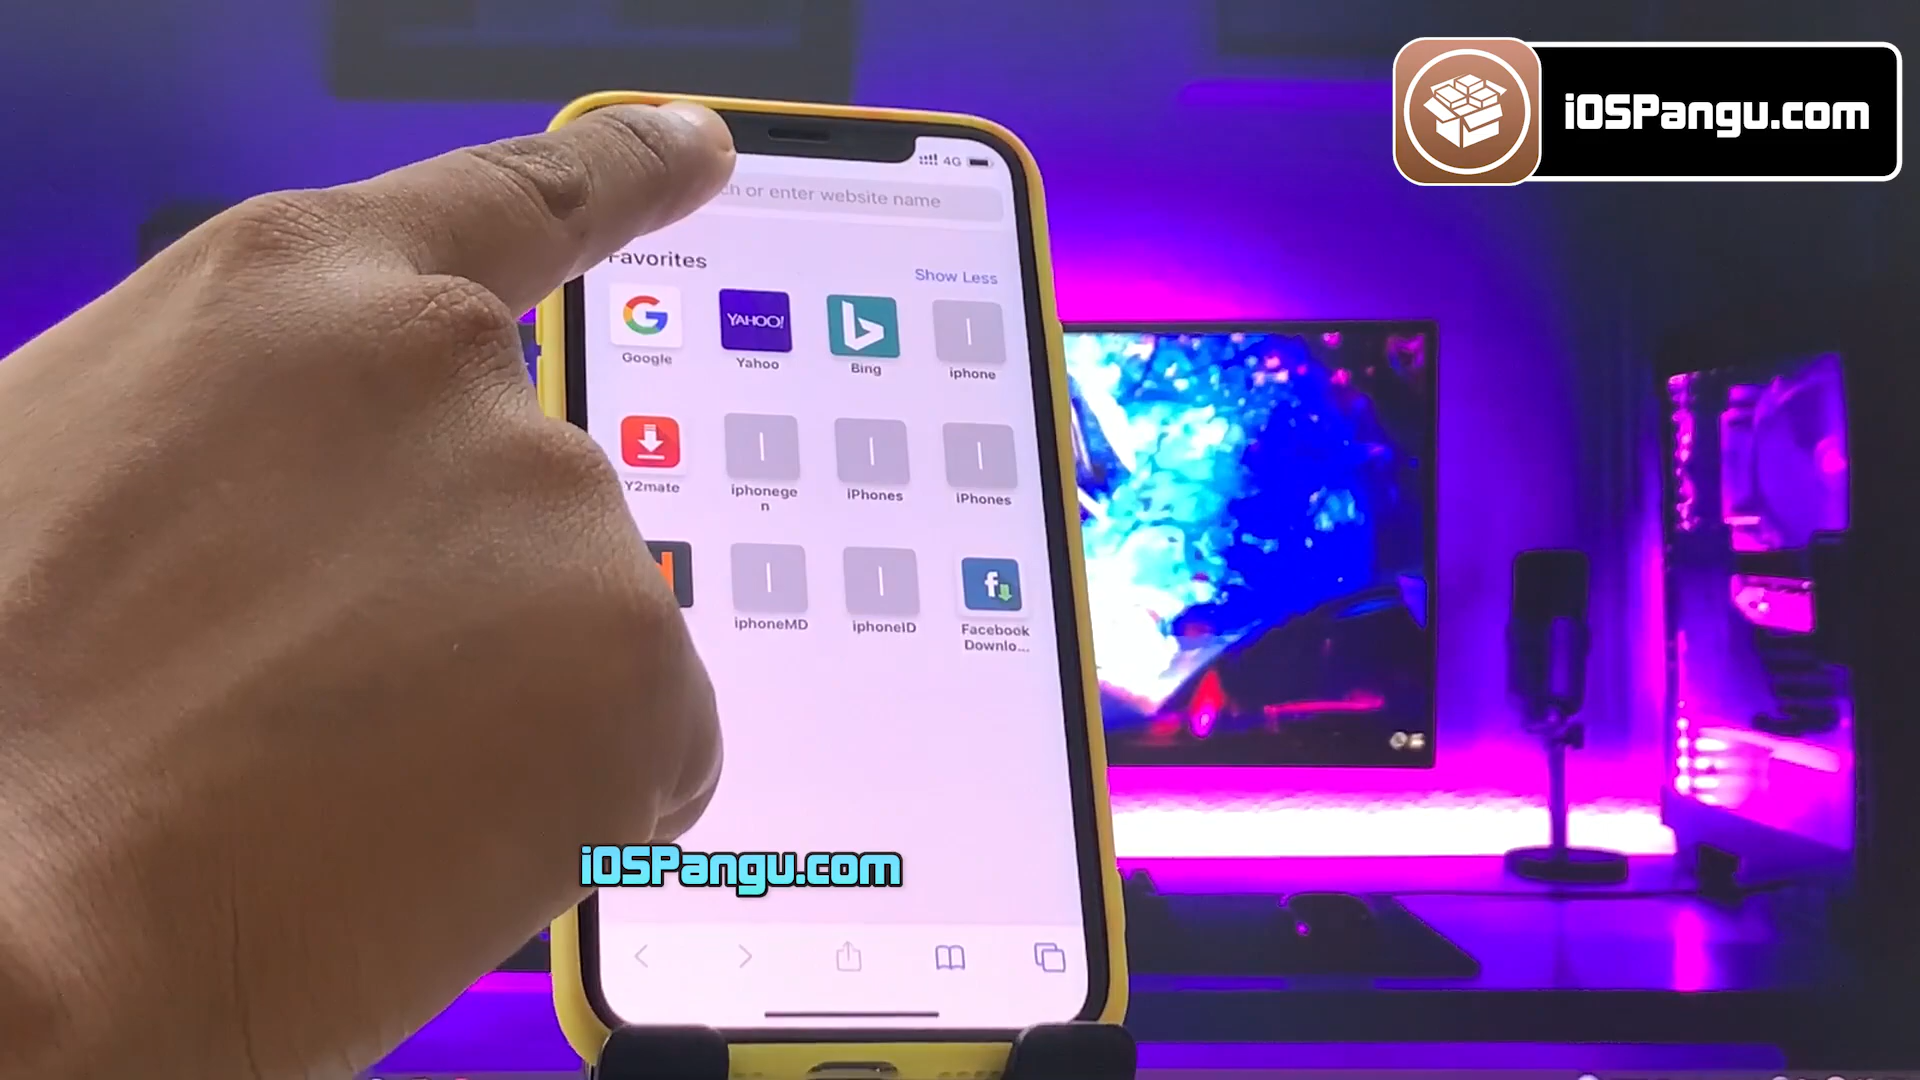 iOSPangu.com
4G
or enter website name
Favorites
Show Less
Google
YAHOO!
Yahoo
Bing
iphone
Y2mate
iphonege
n
iPhones
iPhones
iphoneMD
iphoneID
Facebook
Downlo...
iOSPangu.com